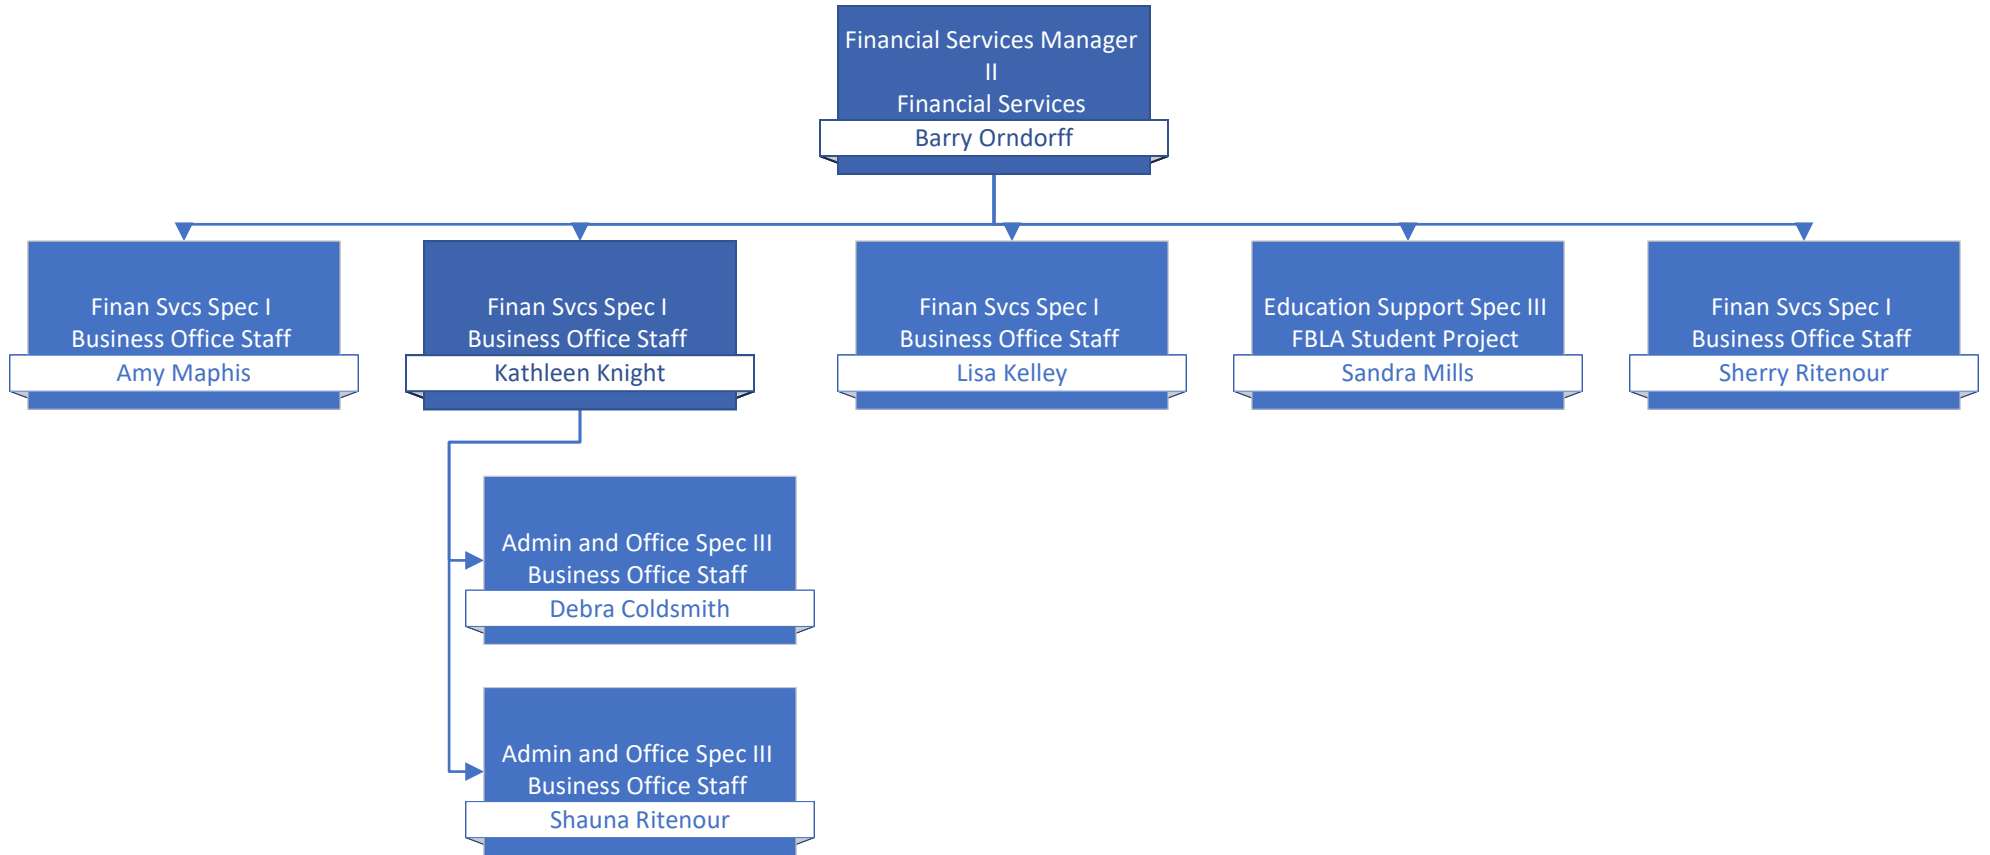 Financial Services Manager
II
Financial Services
Barry Orndorff
Finan Svcs Spec I
Business Office Staff
Amy Maphis
Finan Svcs Spec I
Business Office Staff
Kathleen Knight
Finan Svcs Spec I
Business Office Staff
Lisa Kelley
Education Support Spec III
FBLA Student Project
Sandra Mills
Finan Svcs Spec I
Business Office Staff
Sherry Ritenour
Admin and Office Spec III
Business Office Staff
Debra Coldsmith
Admin and Office Spec III
Business Office Staff
Shauna Ritenour